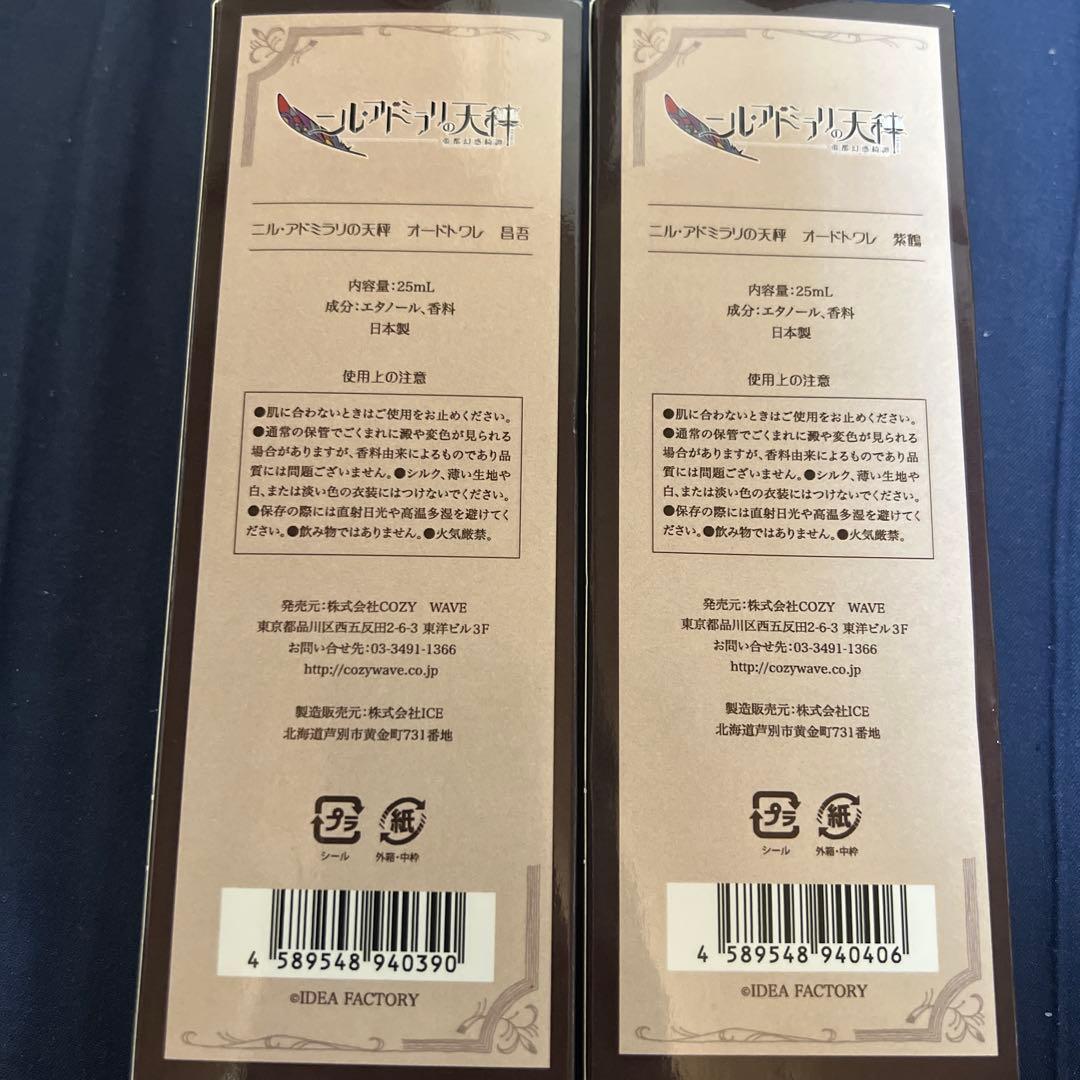 ニル・アドミラリの天秤
帝都幻惑綺譚
ニル・アドミラリの天秤 オードトワレ 昌吾
内容量:25mL
成分:エタノール、香料
日本製
使用上の注意
●肌に合わないときはご使用をお止めください。
●通常の保管でごくまれに澱や変色が見られる
場合がありますが、香料由来によるものであり品
質には問題ございません。●シルク、薄い生地や
白、または淡い色の衣装にはつけないでください。
●保存の際には直射日光や高温多湿を避けてく
ださい。●飲み物ではありません。●火気厳禁。
発売元:株式会社COZY WAVE
東京都品川区西五反田2-6-3 東洋ビル3F
お問い合せ先:03-3491-1366
http://cozywave.co.jp
製造販売元:株式会社ICE
北海道芦別市黄金町731番地
プラ 紙
シール 外箱・中枠
4 589548 940390
©IDEA FACTORY
ニル・アドミラリの天秤
帝都幻惑綺譚
ニル・アドミラリの天秤 オードトワレ 紫鶴
内容量:25mL
成分:エタノール、香料
日本製
使用上の注意
●肌に合わないときはご使用をお止めください。
●通常の保管でごくまれに澱や変色が見られる
場合がありますが、香料由来によるものであり品
質には問題ございません。●シルク、薄い生地や
白、または淡い色の衣装にはつけないでください。
●保存の際には直射日光や高温多湿を避けてく
ださい。●飲み物ではありません。●火気厳禁。
発売元:株式会社COZY WAVE
東京都品川区西五反田2-6-3 東洋ビル3F
お問い合せ先:03-3491-1366
http://cozywave.co.jp
製造販売元:株式会社ICE
北海道芦別市黄金町731番地
プラ 紙
シール 外箱・中枠
4 589548 940406
©IDEA FACTORY